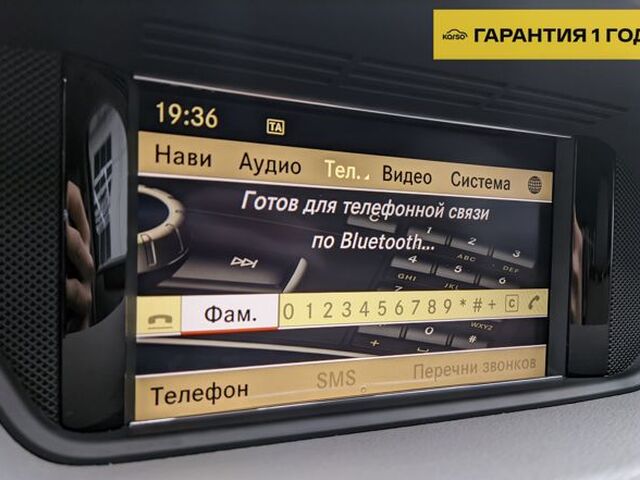 karso ГАРАНТИЯ 1 ГОД
19:36 TA
Нави Аудио Тел. Видео Система
Готов для телефонной связи
по Bluetooth...
Фам. 0 1 2 3 4 5 6 7 8 9 * # + C
Телефон SMS Перечни звонков